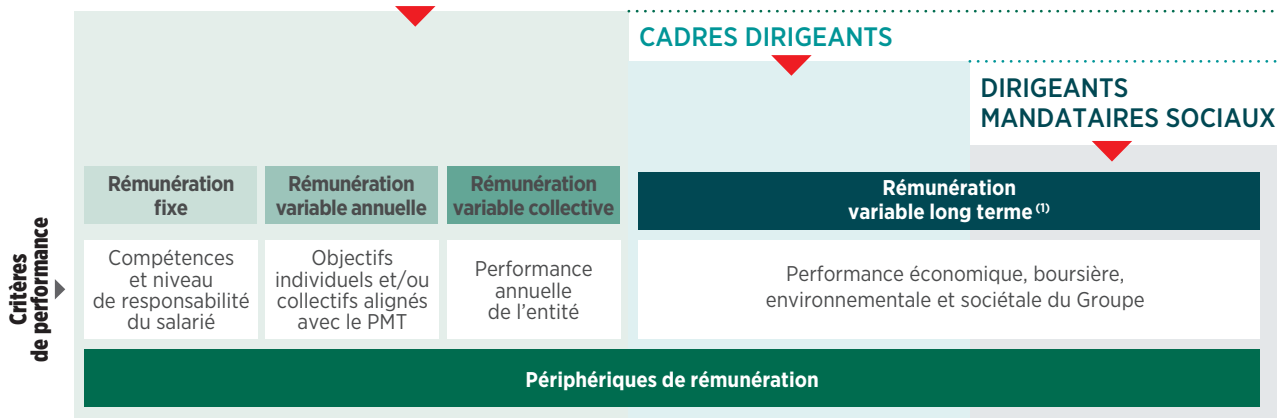 CADRES DIRIGEANTS
DIRIGEANTS
MANDATAIRES SOCIAUX
Rémunération
fixe
Rémunération
variable annuelle
Rémunération
variable collective
Rémunération
variable long terme (1)
Critères
de performance
Compétences
et niveau
de responsabilité
du salarié
Objectifs
individuels et/ou
collectifs alignés
avec le PMT
Performance
annuelle
de l'entité
Performance économique, boursière,
environnementale et sociétale du Groupe
Périphériques de rémunération